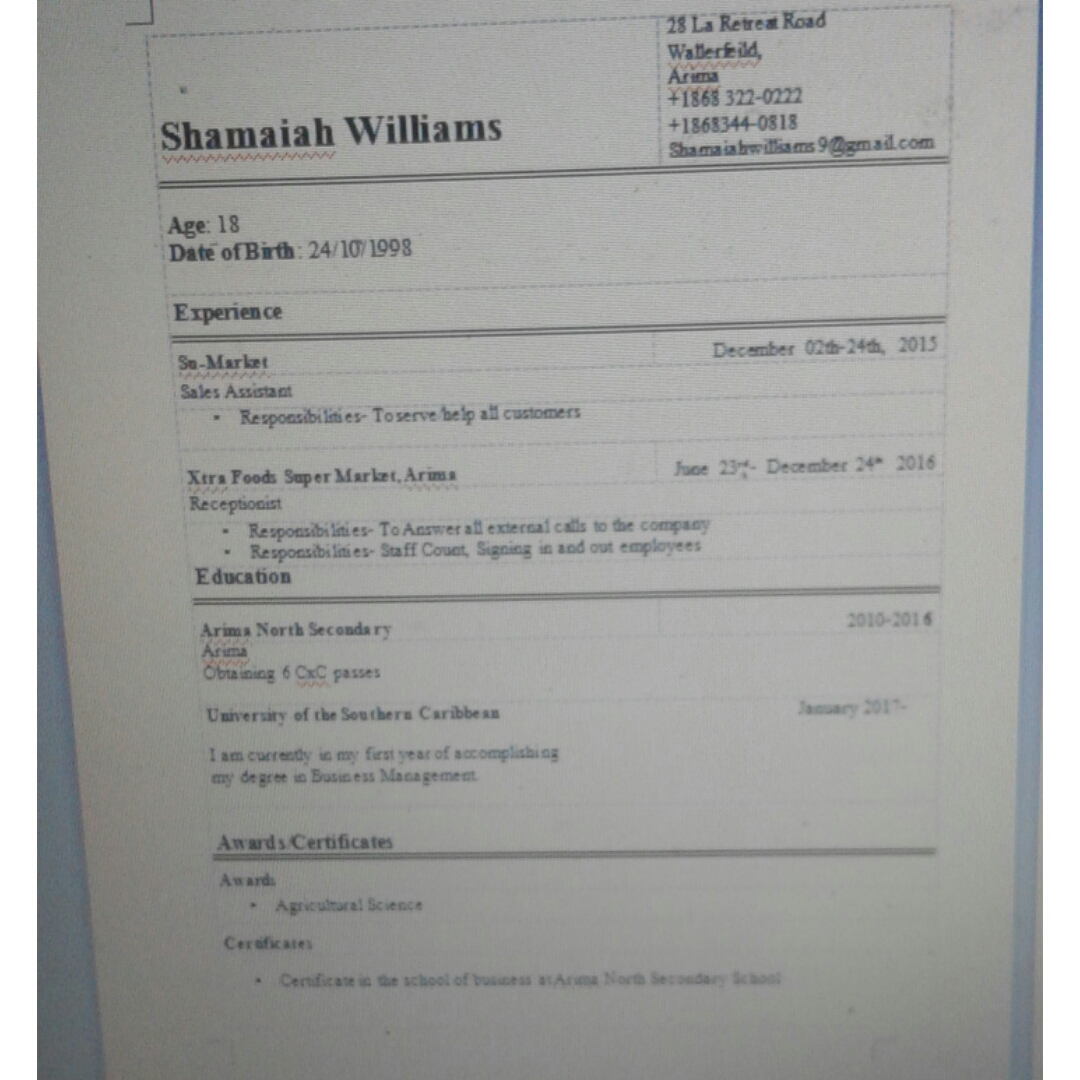 28 La Retreat Road
Wallerfeild,
Arima
+1868 322-0222
+1868344-0818
Shamaiahwilliams9@gmail.com
Shamaiah Williams
Age: 18
Date of Birth: 24/10/1998
Experience
Su-Market
December 02th-24th, 2015
Sales Assistant
• Responsibilities- To serve/help all customers
Xtra Foods Super Market, Arima
June 23rd- December 24th 2016
Receptionist
• Responsibilities- To Answer all external calls to the company
• Responsibilities- Staff Count, Signing in and out employees
Education
Arima North Secondary
2010-2016
Arima
Obtaining 6 CxC passes
University of the Southern Caribbean
January 2017-
I am currently in my first year of accomplishing
my degree in Business Management.
Awards/Certificates
Awards
• Agricultural Science
Certificates
• Certificate in the school of business at Arima North Secondary School